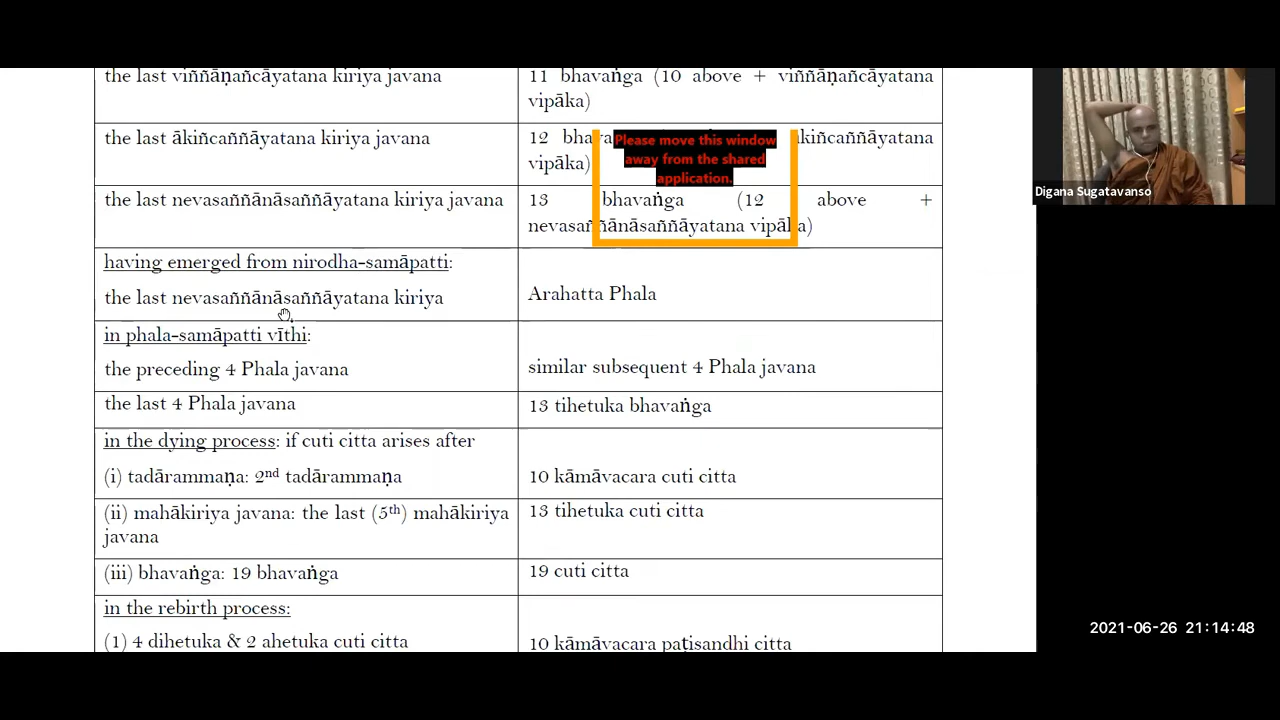 the last viññāṇañcāyatana kiriya javana
11 bhavaṅga (10 above + viññāṇañcāyatana
vipāka)
the last ākiñcaññāyatana kiriya javana
12 bhava
ākiñcaññāyatana
vipāka)
Please move this window
away from the shared
application.
the last nevasaññānāsaññāyatana kiriya javana
13 bhavaṅga (12 above +
nevasaññānāsaññāyatana vipāka)
having emerged from nirodha-samāpatti:
the last nevasaññānāsaññāyatana kiriya
Arahatta Phala
in phala-samāpatti vīthi:
the preceding 4 Phala javana
similar subsequent 4 Phala javana
the last 4 Phala javana
13 tihetuka bhavaṅga
in the dying process: if cuti citta arises after
(i) tadārammaṇa: 2nd tadārammaṇa
10 kāmāvacara cuti citta
(ii) mahākiriya javana: the last (5th) mahākiriya
javana
13 tihetuka cuti citta
(iii) bhavaṅga: 19 bhavaṅga
19 cuti citta
in the rebirth process:
(1) 4 dihetuka & 2 ahetuka cuti citta
10 kāmāvacara paṭisandhi citta
Digana Sugatavanso
2021-06-26 21:14:48